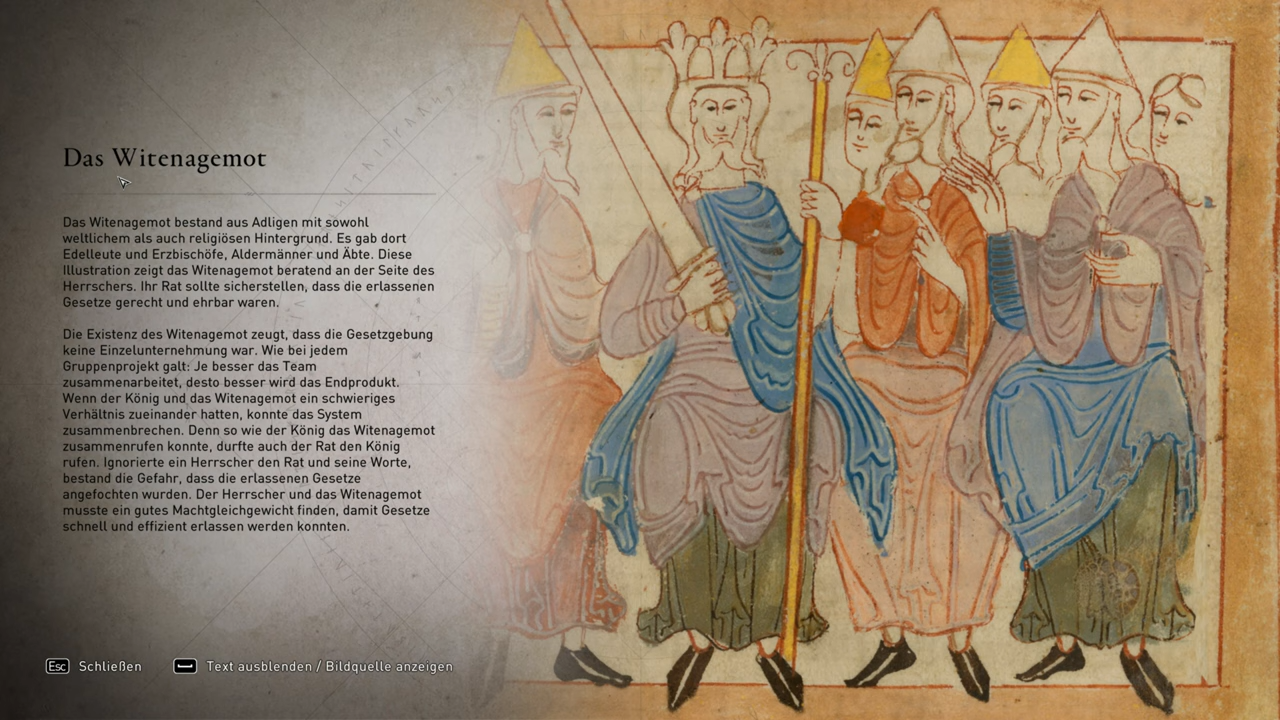 Das Witenagemot
Das Witenagemot bestand aus Adligen mit sowohl
weltlichem als auch religiösen Hintergrund. Es gab dort
Edelleute und Erzbischöfe, Aldermänner und Äbte. Diese
Illustration zeigt das Witenagemot beratend an der Seite des
Herrschers. Ihr Rat sollte sicherstellen, dass die erlassenen
Gesetze gerecht und ehrbar waren.
Die Existenz des Witenagemot zeugt, dass die Gesetzgebung
keine Einzelunternehmung war. Wie bei jedem
Gruppenprojekt galt: Je besser das Team
zusammenarbeitet, desto besser wird das Endprodukt.
Wenn der König und das Witenagemot ein schwieriges
Verhältnis zueinander hatten, konnte das System
zusammenbrechen. Denn so wie der König das Witenagemot
zusammenrufen konnte, durfte auch der Rat den König
rufen. Ignorierte ein Herrscher den Rat und seine Worte,
bestand die Gefahr, dass die erlassenen Gesetze
angefochten wurden. Der Herrscher und das Witenagemot
musste ein gutes Machtgleichgewicht finden, damit Gesetze
schnell und effizient erlassen werden konnten.
Esc Schließen Text ausblenden / Bildquelle anzeigen